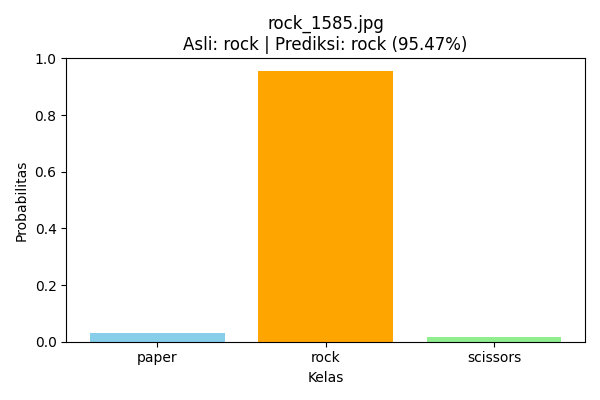 rock_1585.jpg
Asli: rock | Prediksi: rock (95.47%)
1.0
0.8
0.6
0.4
0.2
0.0
Probabilitas
paper rock scissors
Kelas